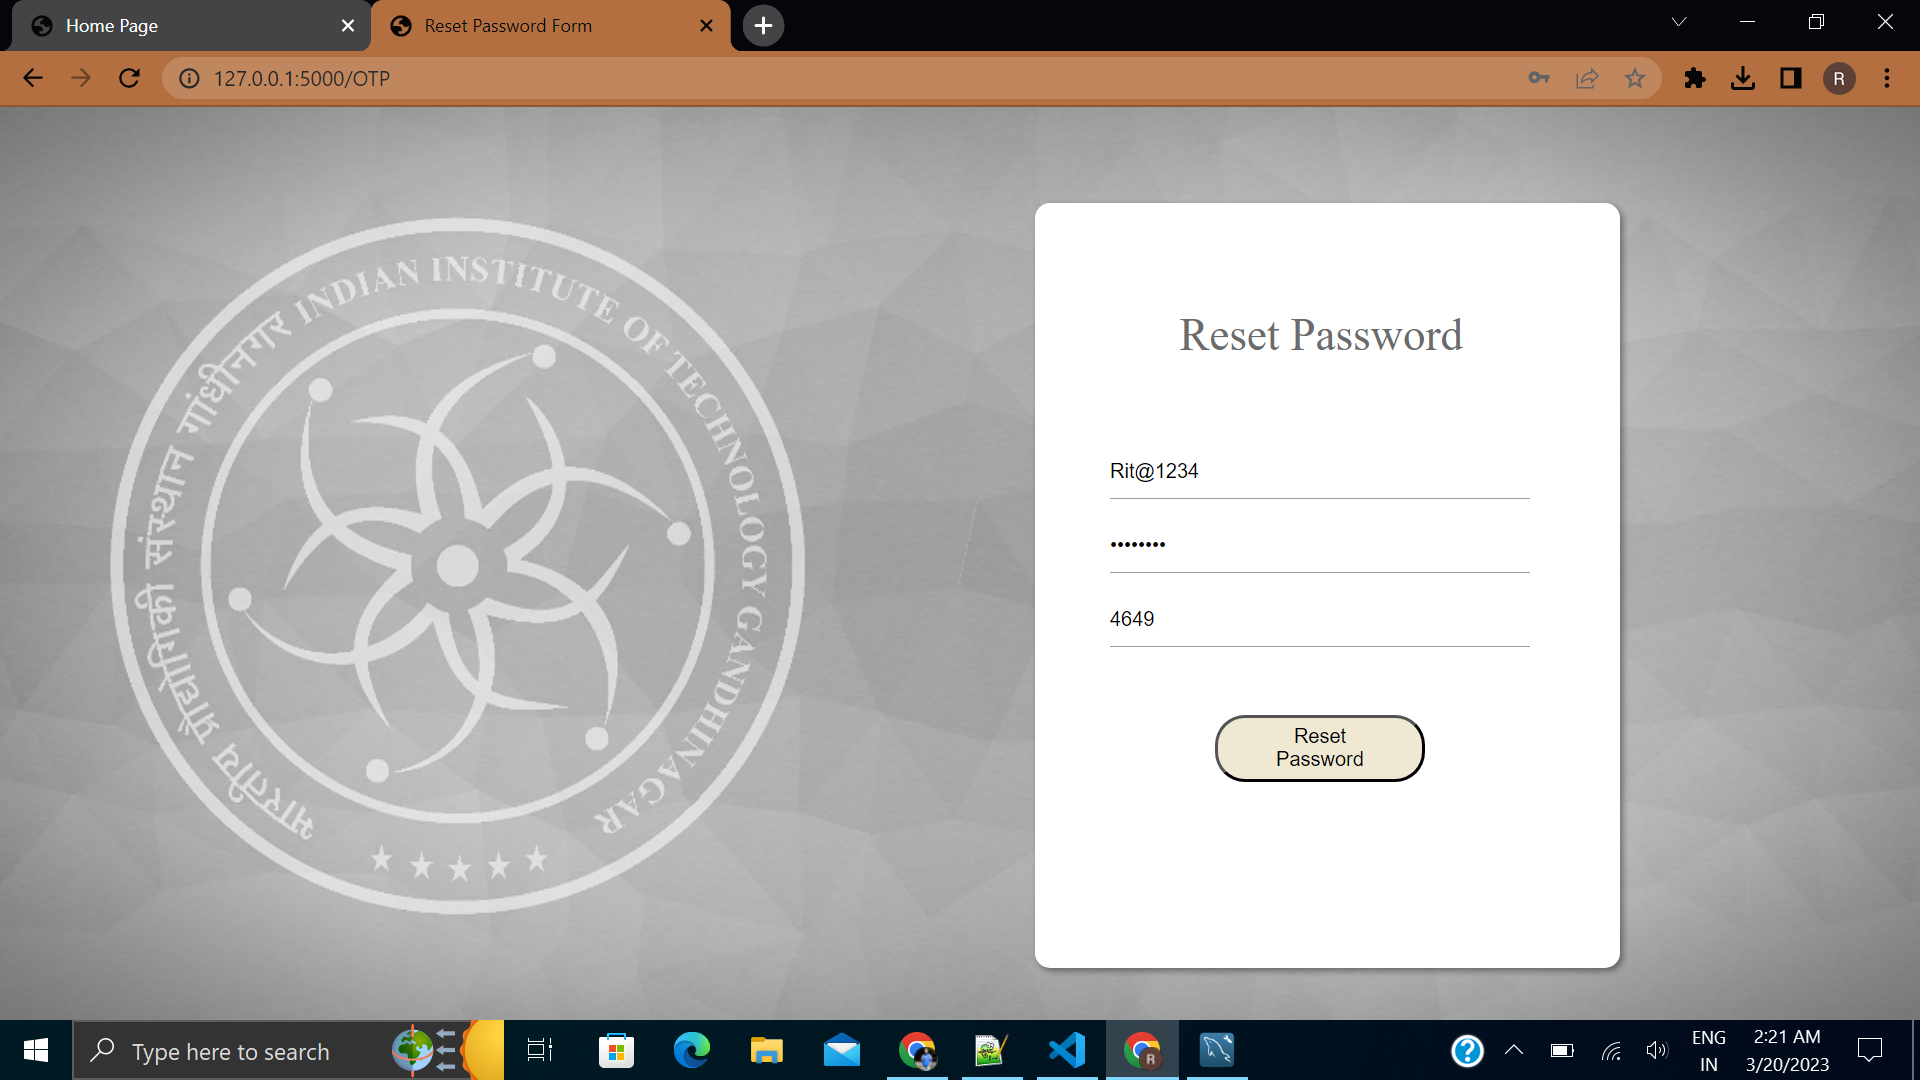 Home Page
Reset Password Form
127.0.0.1:5000/OTP
R
भारतीय प्रौद्योगिकी संस्थान गांधीनगर INDIAN INSTITUTE OF TECHNOLOGY GANDHINAGAR
Reset Password
Rit@1234
••••••••
4649
Reset
Password
Type here to search
R
ENG
IN
2:21 AM
3/20/2023